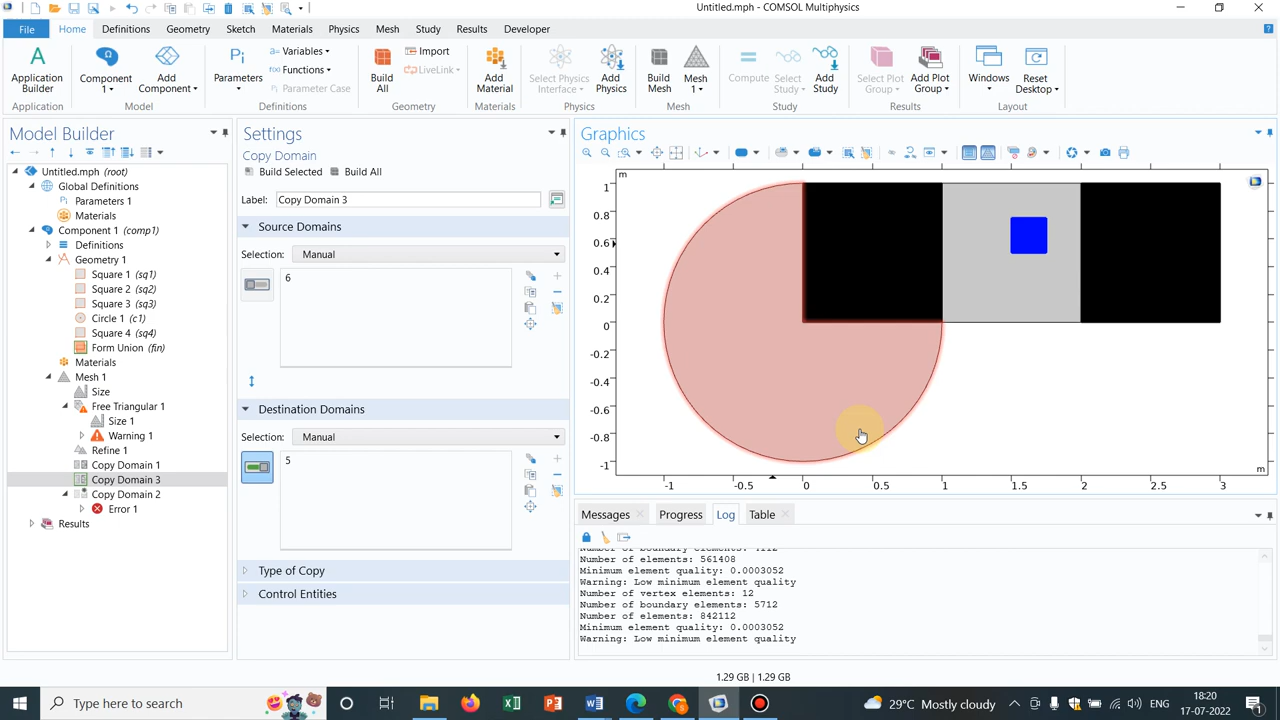 Untitled.mph - COMSOL Multiphysics
File Home Definitions Geometry Sketch Materials Physics Mesh Study Results Developer
Application Builder
Component 1
Add Component
Parameters
a= Variables
f(x) Functions
Parameter Case
Build All
Import
LiveLink
Add Material
Select Physics Interface
Add Physics
Build Mesh
Mesh 1
Compute
Select Study
Add Study
Select Plot Group
Add Plot Group
Windows
Reset Desktop
Application Model Definitions Geometry Materials Physics Mesh Study Results Layout
Model Builder
Untitled.mph (root)
Global Definitions
Parameters 1
Materials
Component 1 (comp1)
Definitions
Geometry 1
Square 1 (sq1)
Square 2 (sq2)
Square 3 (sq3)
Circle 1 (c1)
Square 4 (sq4)
Form Union (fin)
Materials
Mesh 1
Size
Free Triangular 1
Size 1
Warning 1
Refine 1
Copy Domain 1
Copy Domain 3
Copy Domain 2
Error 1
Results
Settings
Copy Domain
Build Selected Build All
Label: Copy Domain 3
Source Domains
Selection: Manual
6
Destination Domains
Selection: Manual
5
Type of Copy
Control Entities
Graphics
m
1
0.8
0.6
0.4
0.2
0
-0.2
-0.4
-0.6
-0.8
-1
m
-1 -0.5 0 0.5 1 1.5 2 2.5 3
Messages Progress Log Table
Number of elements: 561408
Minimum element quality: 0.0003052
Warning: Low minimum element quality
Number of vertex elements: 12
Number of boundary elements: 5712
Number of elements: 842112
Minimum element quality: 0.0003052
Warning: Low minimum element quality
1.29 GB | 1.29 GB
Type here to search
29°C Mostly cloudy
ENG
18:20
17-07-2022